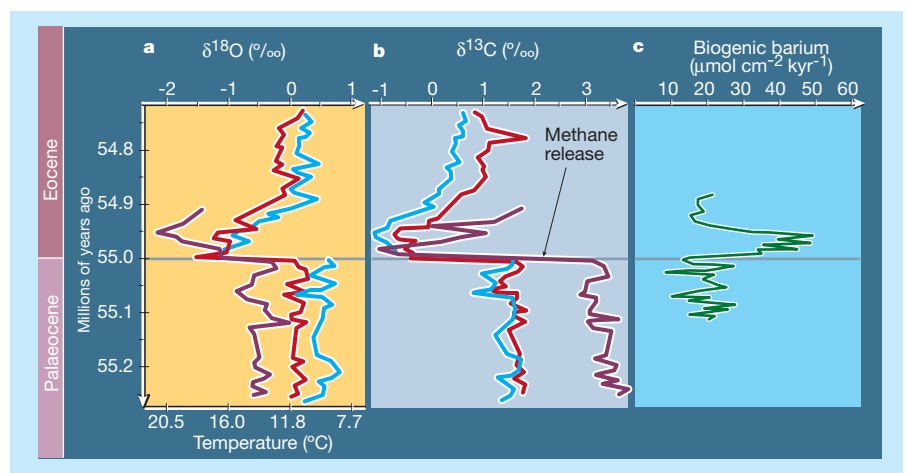 a δ18O (º/oo)
b δ13C (º/oo)
c Biogenic barium
(μmol cm–2 kyr–1)
-2 -1 0 1
-1 0 1 2 3
10 20 30 40 50 60
Eocene
Palaeocene
Millions of years ago
54.8
54.9
55.0
55.1
55.2
Methane
release
20.5 16.0 11.8 7.7
Temperature (°C)